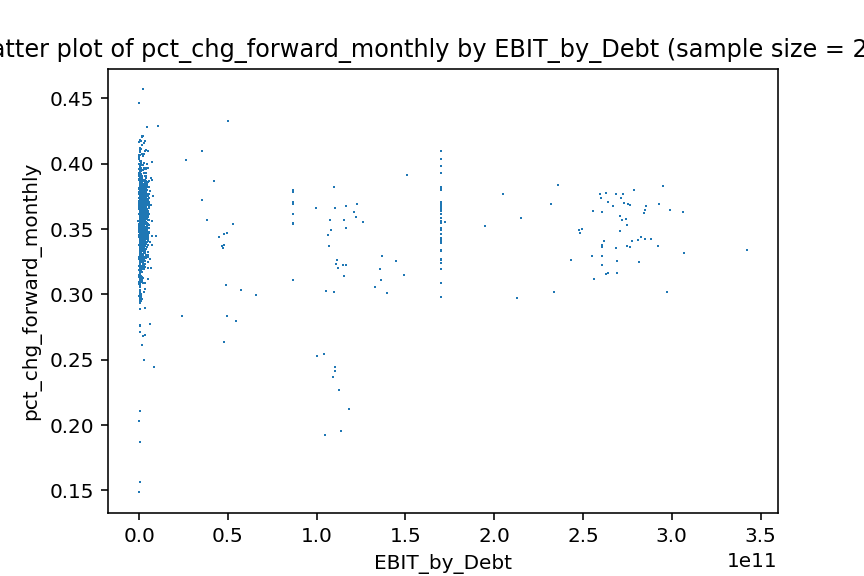 plot of pct_chg_forward_monthly by EBIT_by_Debt (sample size =
0.45
0.40
0.35
0.30
0.25
0.20
0.15
pct_chg_forward_monthly
0.0 0.5 1.0 1.5 2.0 2.5 3.0 3.5
1e11
EBIT_by_Debt